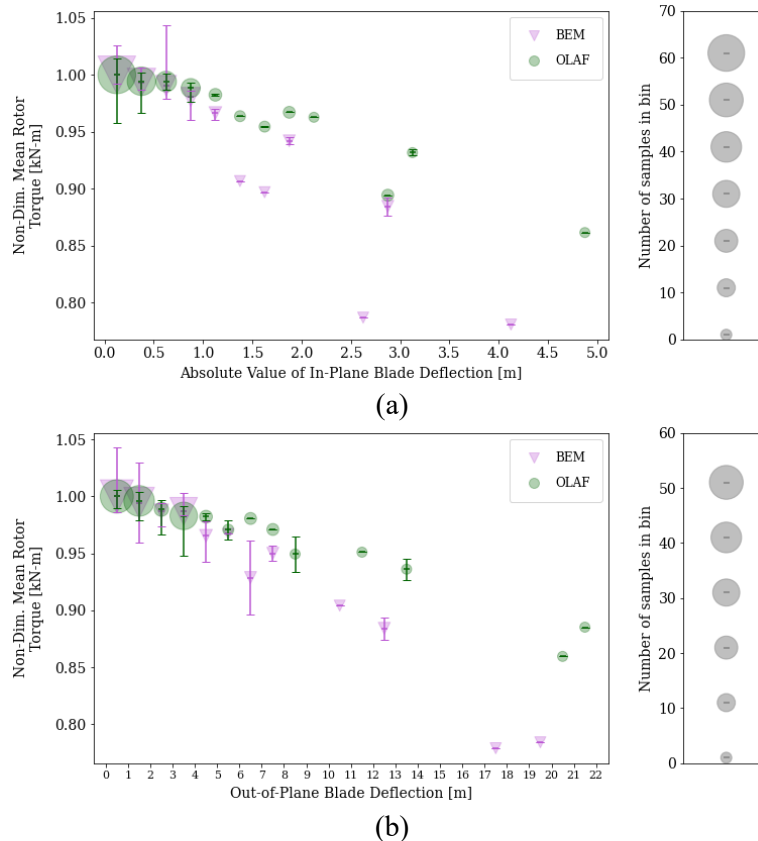 BEM
OLAF
1.05
1.00
0.95
0.90
0.85
0.80
Non-Dim. Mean Rotor
Torque [kN-m]
0.0 0.5 1.0 1.5 2.0 2.5 3.0 3.5 4.0 4.5 5.0
Absolute Value of In-Plane Blade Deflection [m]
70
60
50
40
30
20
10
0
Number of samples in bin
(a)
BEM
OLAF
1.05
1.00
0.95
0.90
0.85
0.80
Non-Dim. Mean Rotor
Torque [kN-m]
0 1 2 3 4 5 6 7 8 9 10 11 12 13 14 15 16 17 18 19 20 21 22
Out-of-Plane Blade Deflection [m]
60
50
40
30
20
10
0
Number of samples in bin
(b)